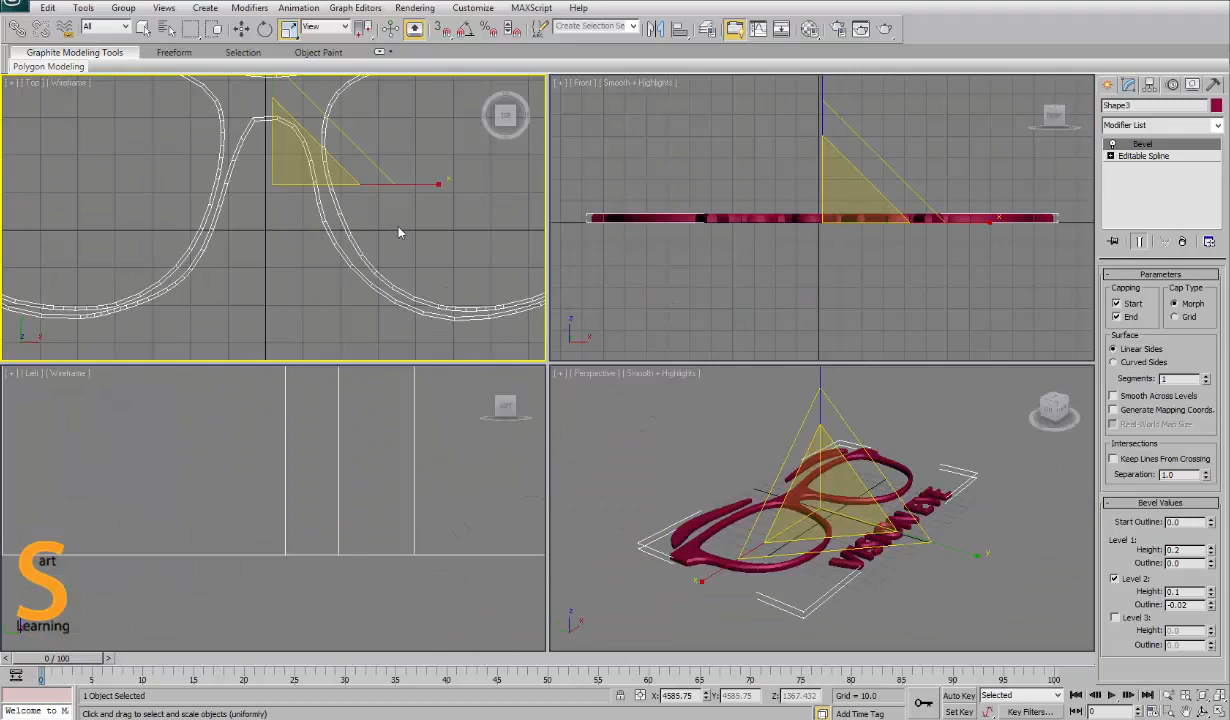 Edit Tools Group Views Create Modifiers Animation Graph Editors Rendering Customize MAXScript Help
All View Create Selection Se
Graphite Modeling Tools Freeform Selection Object Paint
Polygon Modeling
[ + ] [ Top ] [ Wireframe ]
TOP
[ + ] [ Front ] [ Smooth + Highlights ]
FRONT
[ + ] [ Left ] [ Wireframe ]
LEFT
[ + ] [ Perspective ] [ Smooth + Highlights ]
Shape3
Modifier List
Bevel
Editable Spline
Parameters
Capping Cap Type
Start Morph
End Grid
Surface
Linear Sides
Curved Sides
Segments: 1
Smooth Across Levels
Generate Mapping Coords.
Real-World Map Size
Intersections
Keep Lines From Crossing
Separation: 1.0
Bevel Values
Start Outline: 0.0
Level 1:
Height: 0.2
Outline: 0.0
Level 2:
Height: 0.1
Outline: -0.02
Level 3:
Height: 0.0
Outline: 0.0
S art
Learning
0 / 100
0 5 10 15 20 25 30 35 40 45 50 55 60 65 70 75 80 85 90 95 100
1 Object Selected X: 4585.75 Y: 4585.75 Z: 1367.432 Grid = 10.0 Auto Key Selected
Welcome to M Click and drag to select and scale objects (uniformly) Add Time Tag Set Key Key Filters... 0